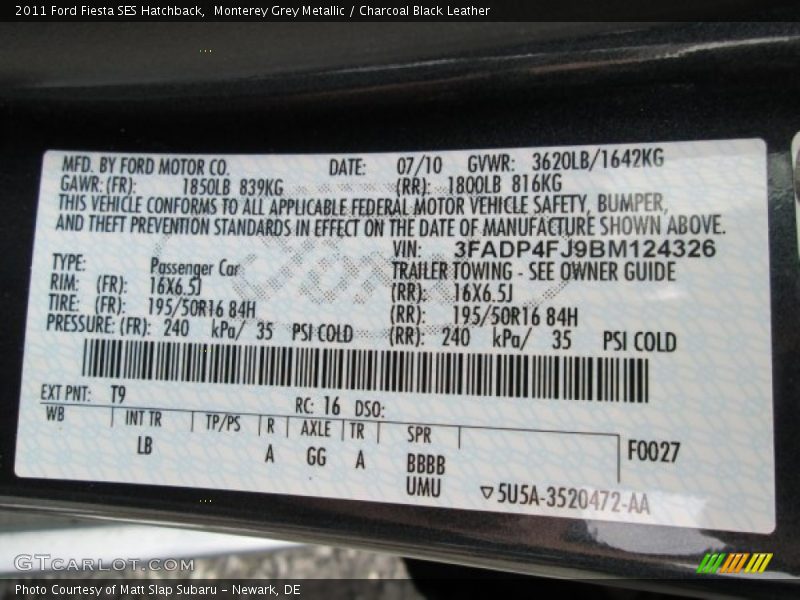 2011 Ford Fiesta SES Hatchback, Monterey Grey Metallic / Charcoal Black Leather
MFD. BY FORD MOTOR CO. DATE: 07/10 GVWR: 3620LB/1642KG
GAWR: (FR): 1850LB 839KG (RR): 1800LB 816KG
THIS VEHICLE CONFORMS TO ALL APPLICABLE FEDERAL MOTOR VEHICLE SAFETY, BUMPER,
AND THEFT PREVENTION STANDARDS IN EFFECT ON THE DATE OF MANUFACTURE SHOWN ABOVE.
VIN: 3FADP4FJ9BM124326
TYPE: Passenger Car TRAILER TOWING - SEE OWNER GUIDE
RIM: (FR): 16X6.5J (RR): 16X6.5J
TIRE: (FR): 195/50R16 84H (RR): 195/50R16 84H
PRESSURE: (FR): 240 kPa/ 35 PSI COLD (RR): 240 kPa/ 35 PSI COLD
EXT PNT: T9 RC: 16 DSO:
WB INT TR TP/PS R AXLE TR SPR F0027
LB A GG A BBBB
UMU ▽5U5A-3520472-AA
GTCARLOT.COM
Photo Courtesy of Matt Slap Subaru - Newark, DE